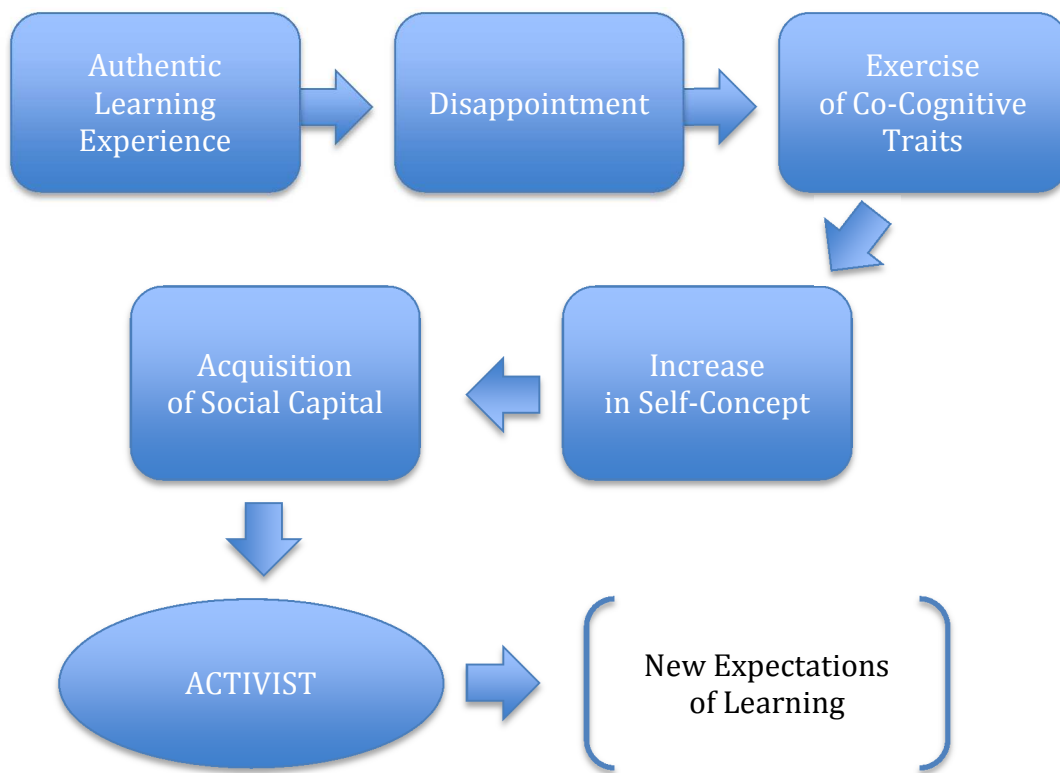 Authentic
Learning
Experience
Disappointment
Exercise
of Co-Cognitive
Traits
Increase
in Self-Concept
Acquisition
of Social Capital
ACTIVIST
New Expectations
of Learning